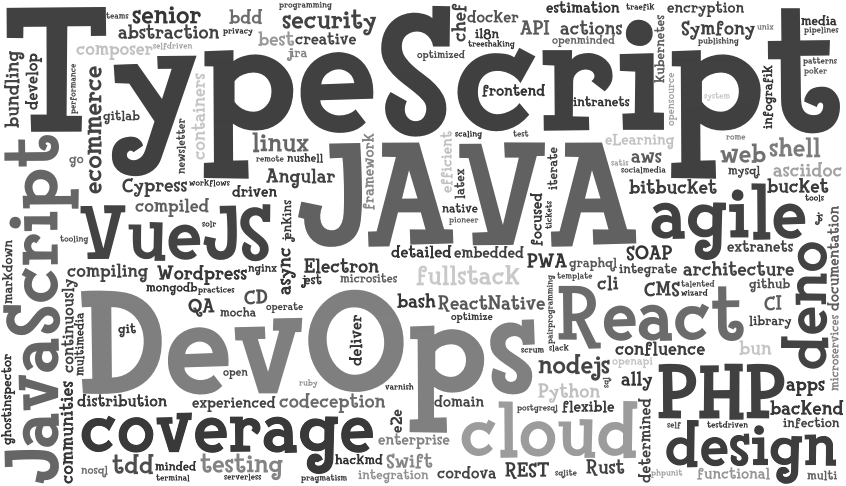 TypeScript
JAVA
DevOps
VueJS
React
PHP
agile
JavaScript
deno
coverage
cloud
design
teams
senior
abstraction
privacy
bdd
programming
security
composer
selfdriven
best
creative
jra
optimized
chef
docker
il8n
treeshaking
API
estimation
actions
openminded
traefik
kubernetes
encryption
Symfony
unix
publishing
media
pipelines
patterns
poker
infografik
opensource
system
bundling
develop
performance
ecommerce
gitlab
newsletter
containers
frontend
intranets
go
linux
remote
nushell
Angular
framework
efficient
scaling
latex
native
pioneer
test
iterate
focused
tickets
eLearning
satis
aws
socialmedia
bitbucket
rome
web
mysql
shell
asciidoc
bucket
tools
Cypress
workflows
driven
compiled
solr
tooling
jenkins
async
detailed
embedded
PWA
graphql
SOAP
integrate
extranets
architecture
documentation
markdown
compiling
Wordpress
nginx
mongodb
practices
Electron
jest
microsites
fullstack
template
cli
CMS
talented
wizard
github
CI
library
microservices
continuously
multimedia
QA
CD
mocha
operate
bash
ReactNative
optimize
pairprogramming
slack
scrum
confluence
bun
git
deliver
open
ruby
varnish
nodejs
openapi
sql
ally
Python
ghostinspector
communities
distribution
experienced
codeception
domain
postgresql
flexible
determined
apps
backend
self
testdriven
infection
e2e
enterprise
nosql
tdd
minded
terminal
testing
serverless
hackmd
pragmatism
Swift
integration
cordova
REST
sqlite
Rust
phpunit
functional
multi